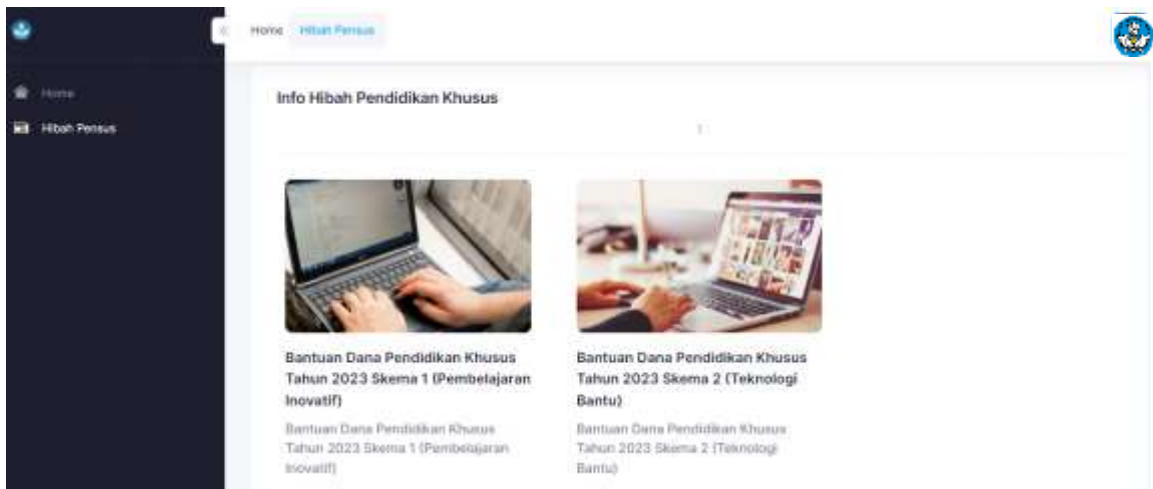 Home Hibah Pensus
Home
Hibah Pensus
Info Hibah Pendidikan Khusus
Bantuan Dana Pendidikan Khusus
Tahun 2023 Skema 1 (Pembelajaran
Inovatif)
Bantuan Dana Pendidikan Khusus
Tahun 2023 Skema 1 (Pembelajaran
Inovatif)
Bantuan Dana Pendidikan Khusus
Tahun 2023 Skema 2 (Teknologi
Bantu)
Bantuan Dana Pendidikan Khusus
Tahun 2023 Skema 2 (Teknologi
Bantu)